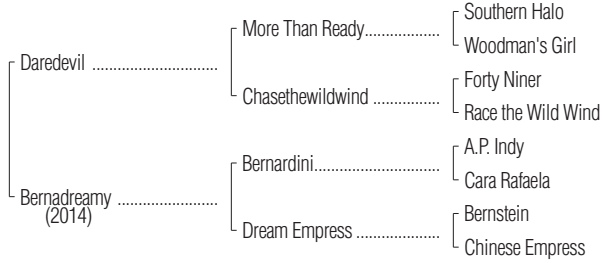 Southern Halo
More Than Ready..................
Woodman's Girl
Daredevil ..............................
Forty Niner
Chasethewildwind ................
Race the Wild Wind
A.P. Indy
Bernardini..............................
Cara Rafaela
Bernadreamy ........................
(2014)
Bernstein
Dream Empress ....................
Chinese Empress